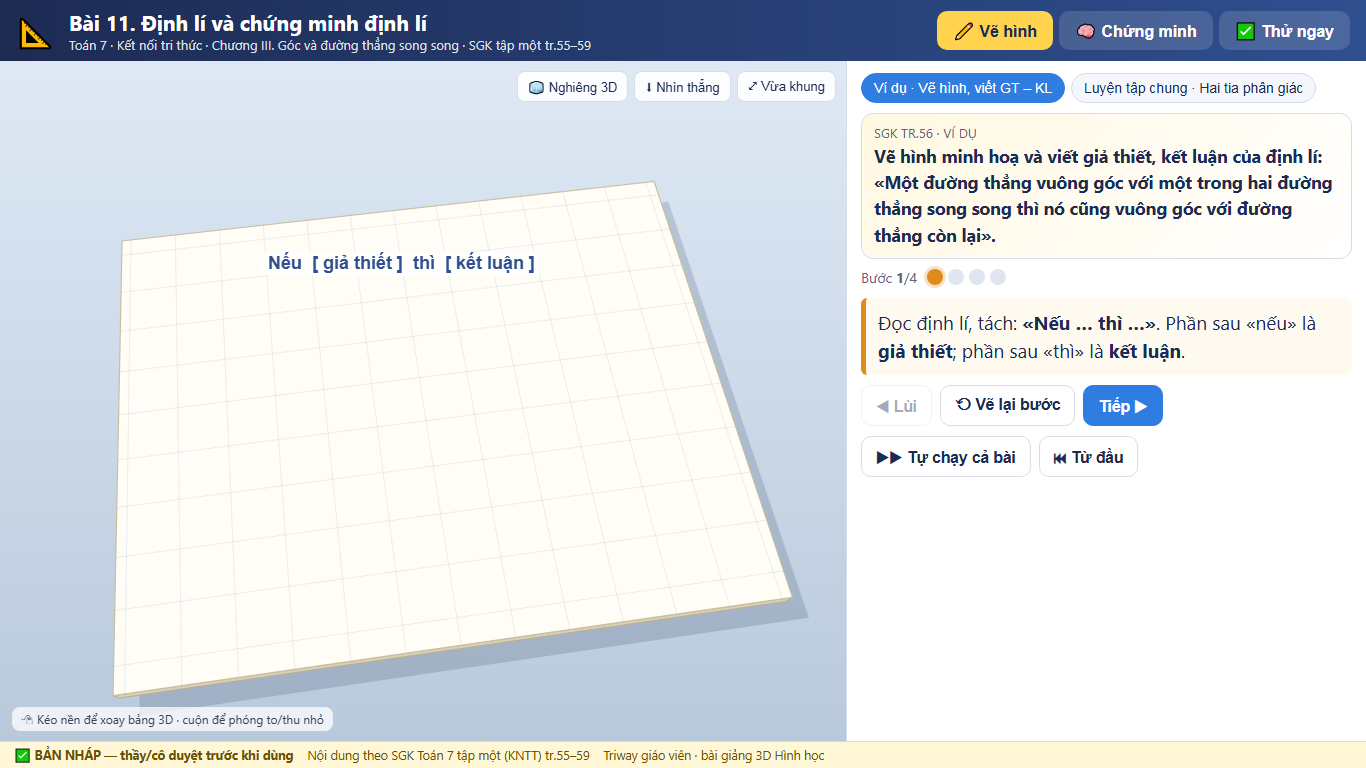 Bài 11. Định lí và chứng minh định lí
Toán 7 · Kết nối tri thức · Chương III. Góc và đường thẳng song song · SGK tập một tr.55–59
Vẽ hình
Chứng minh
Thử ngay
Nghiêng 3D
Nhìn thẳng
Vừa khung
Nếu [ giả thiết ] thì [ kết luận ]
Kéo nền để xoay bảng 3D · cuộn để phóng to/thu nhỏ
Ví dụ · Vẽ hình, viết GT – KL
Luyện tập chung · Hai tia phân giác
SGK TR.56 · VÍ DỤ
Vẽ hình minh hoạ và viết giả thiết, kết luận của định lí:
«Một đường thẳng vuông góc với một trong hai đường
thẳng song song thì nó cũng vuông góc với đường
thẳng còn lại».
Bước 1/4
Đọc định lí, tách: «Nếu … thì …». Phần sau «nếu» là
giả thiết; phần sau «thì» là kết luận.
◀ Lùi
Vẽ lại bước
Tiếp ▶
▶▶ Tự chạy cả bài
⏮ Từ đầu
BẢN NHÁP — thầy/cô duyệt trước khi dùng
Nội dung theo SGK Toán 7 tập một (KNTT) tr.55–59
Triway giáo viên · bài giảng 3D Hình học